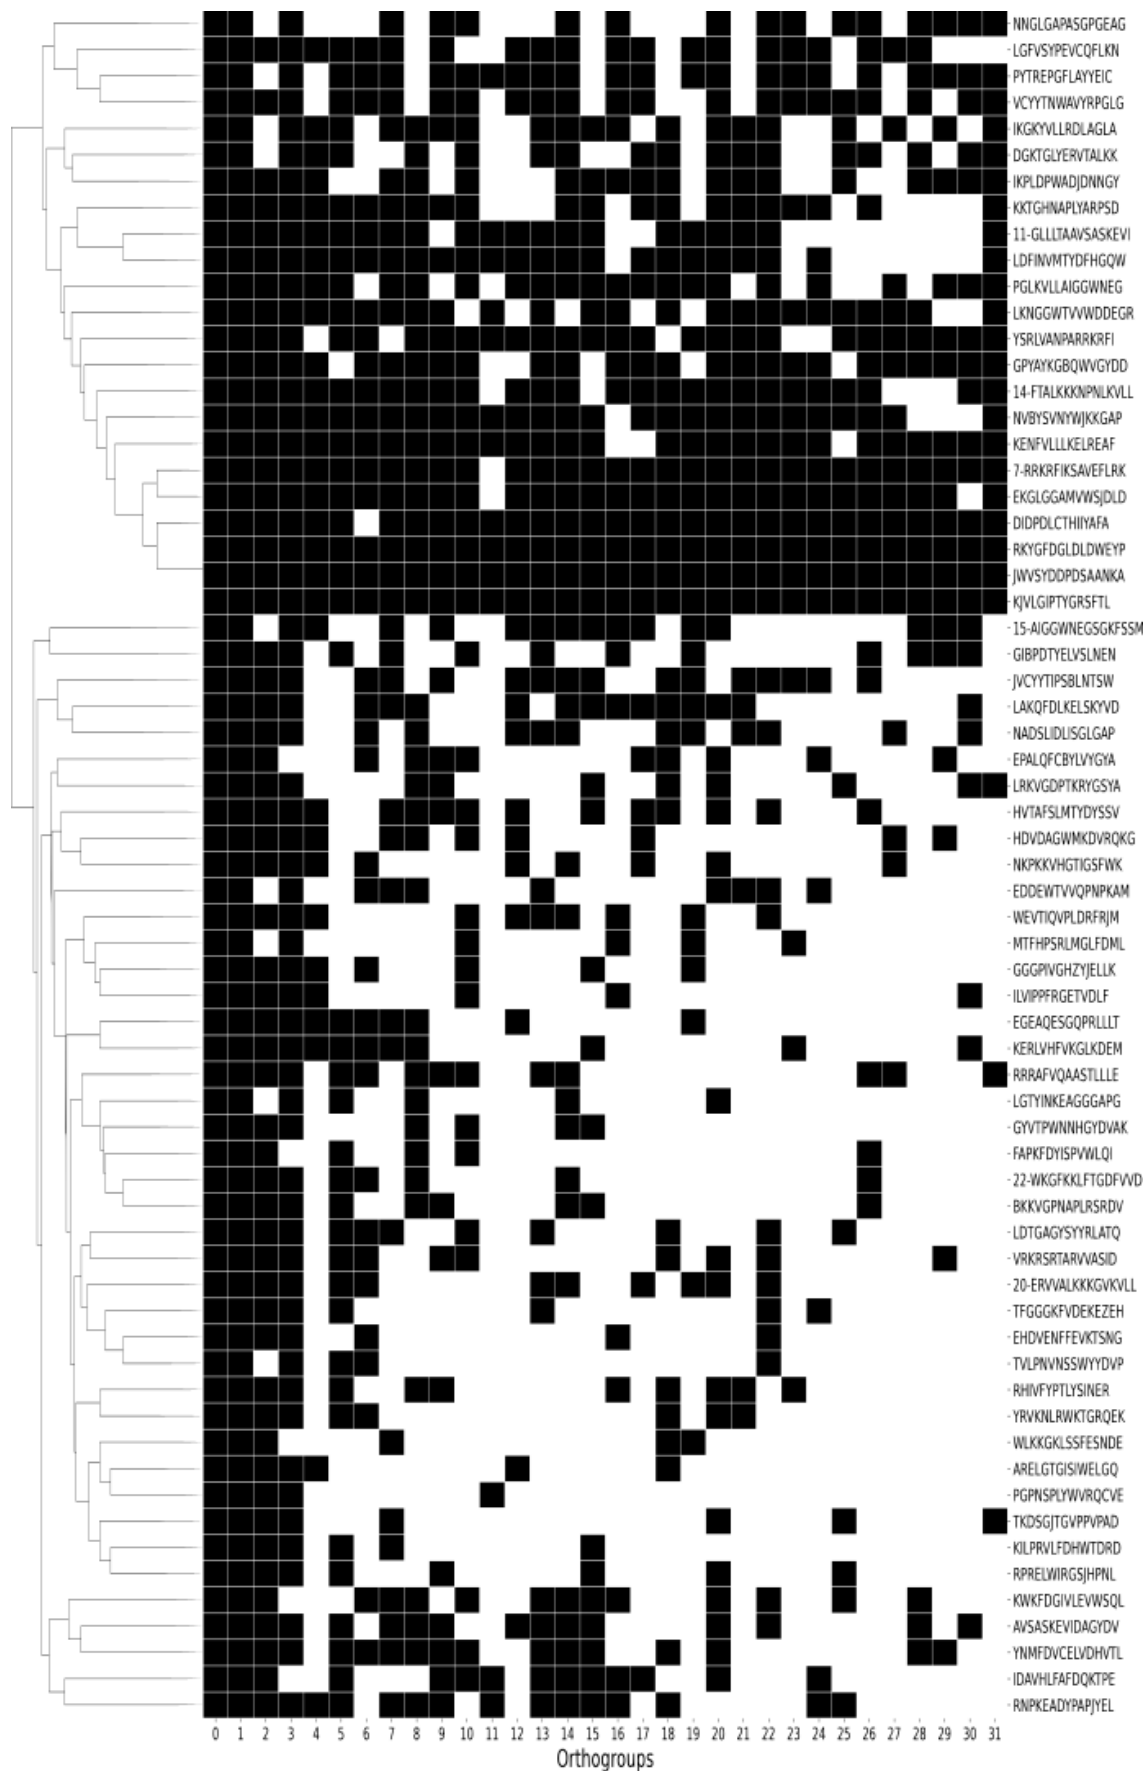 NNGLGAPASGPGEAG
LGFVSYPEVCQFLKN
PYTREPGFLAYYEIC
VCYYTNWAVYRPGLG
IKGKYVLLRDLAGLA
DGKTGLYERVTALKK
IKPLDPWADJDNNGY
KKTGHNAPLYARPSD
11-GLLLTAAVSASKEVI
LDFINVMTYDFHGQW
PGLKVLLAIGGWNEG
LKNGGWTVVWDDEGR
YSRLVANPARRKRFI
GPYAYKGBQWVGYDD
14-FTALKKKNPNLKVLL
NVBYSVNYWJKKGAP
KENFVLLLKELREAF
7-RRKRFIKSAVEFLRK
EKGLGGAMVWSJDLD
DIDPDLCTHIIYAFA
RKYGFDGLDLDWEYP
JWVSYDDPDSAANKA
KJVLGIPTYGRSFTL
15-AIGGWNEGSGKFSSM
GIBPDTYELVSLNEN
JVCYYTIPSBLNTSW
LAKQFDLKELSKYVD
NADSLIDLISGLGAP
EPALQFCBYLVYGYA
LRKVGDPTKRYGSYA
HVTAFSLMTYDYSSV
HDVDAGWMKDVRQKG
NKPKKVHGTIGSFWK
EDDEWTVVQPNPKAM
WEVTIQVPLDRFRJM
MTFHPSRLMGLFDML
GGGPIVGHZYJELLK
ILVIPPFRGETVDLF
EGEAQESGQPRLLLT
KERLVHFVKGLKDEM
RRRAFVQAASTLLLE
LGTYINKEAGGGAPG
GYVTPWNNHGYDVAK
FAPKFDYISPVWLQI
22-WKGFKKLFTGDFVVD
BKKVGPNAPLRSRDV
LDTGAGYSYYRLATQ
VRKRSRTARVVASID
20-ERVVALKKKGVKVLL
TFGGGKFVDEKEZEH
EHDVENFFEVKTSNG
TVLPNVNSSWYYDVP
RHIVFYPTLYSINER
YRVKNLRWKTGRQEK
WLKKGKLSSFESNDE
ARELGTGISIWELGQ
PGPNSPLYWVRQCVE
TKDSGJTGVPPVPAD
KILPRVLFDHWTDRD
RPRELWIRGSJHPNL
KWKFDGIVLEVWSQL
AVSASKEVIDAGYDV
YNMFDVCELVDHVTL
IDAVHLFAFDQKTPE
RNPKEADYPAPJYEL
0 1 2 3 4 5 6 7 8 9 10 11 12 13 14 15 16 17 18 19 20 21 22 23 24 25 26 27 28 29 30 31
Orthogroups